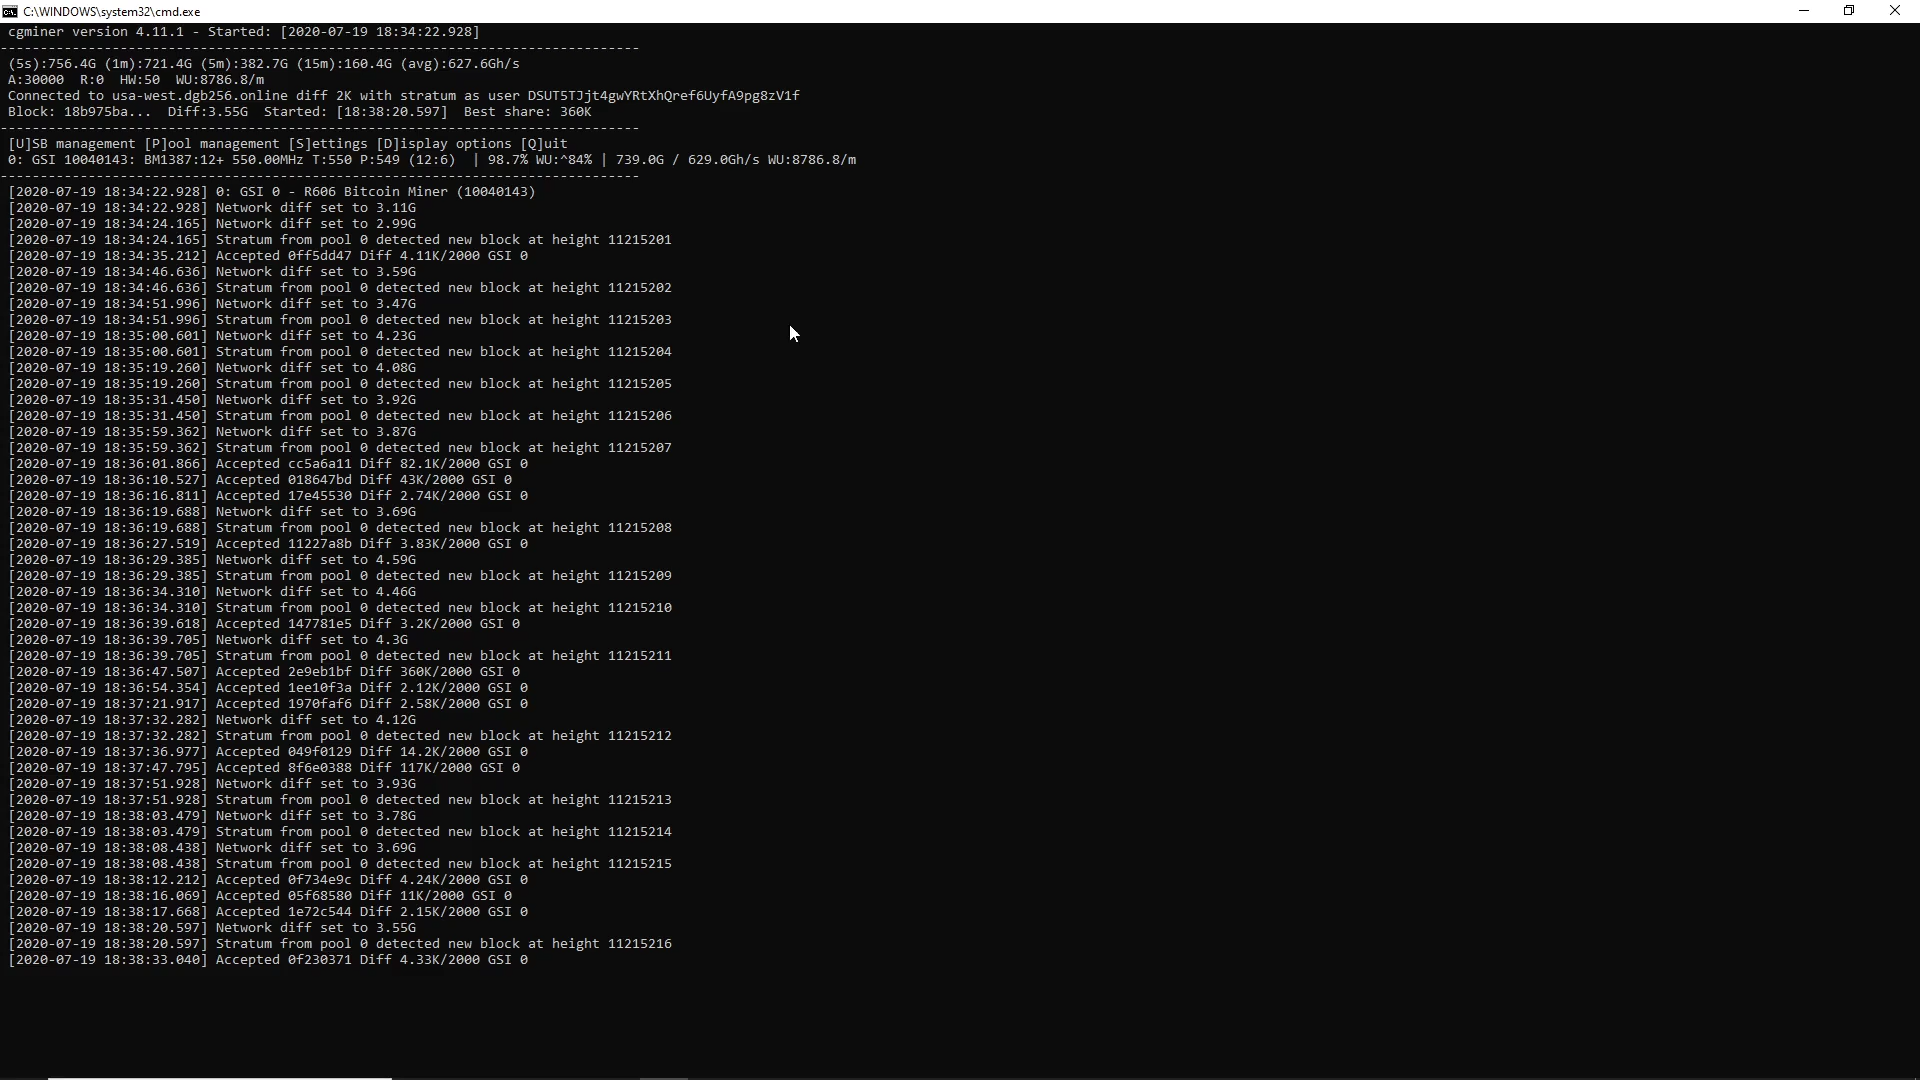 C:\WINDOWS\system32\cmd.exe
cgminer version 4.11.1 - Started: [2020-07-19 18:34:22.928]
--------------------------------------------------------------------------------
(5s):756.4G (1m):721.4G (5m):382.7G (15m):160.4G (avg):627.6Gh/s
A:30000  R:0  HW:50  WU:8786.8/m
Connected to usa-west.dgb256.online diff 2K with stratum as user DSUT5TJjt4gwYRtXhQref6UyfA9pg8zV1f
Block: 18b975ba...  Diff:3.55G  Started: [18:38:20.597]  Best share: 360K
--------------------------------------------------------------------------------
[U]SB management [P]ool management [S]ettings [D]isplay options [Q]uit
0: GSI 10040143: BM1387:12+ 550.00MHz T:550 P:549 (12:6)  | 98.7% WU:^84% | 739.0G / 629.0Gh/s WU:8786.8/m
--------------------------------------------------------------------------------
[2020-07-19 18:34:22.928] 0: GSI 0 - R606 Bitcoin Miner (10040143)
[2020-07-19 18:34:22.928] Network diff set to 3.11G
[2020-07-19 18:34:24.165] Network diff set to 2.99G
[2020-07-19 18:34:24.165] Stratum from pool 0 detected new block at height 11215201
[2020-07-19 18:34:35.212] Accepted 0ff5dd47 Diff 4.11K/2000 GSI 0
[2020-07-19 18:34:46.636] Network diff set to 3.59G
[2020-07-19 18:34:46.636] Stratum from pool 0 detected new block at height 11215202
[2020-07-19 18:34:51.996] Network diff set to 3.47G
[2020-07-19 18:34:51.996] Stratum from pool 0 detected new block at height 11215203
[2020-07-19 18:35:00.601] Network diff set to 4.23G
[2020-07-19 18:35:00.601] Stratum from pool 0 detected new block at height 11215204
[2020-07-19 18:35:19.260] Network diff set to 4.08G
[2020-07-19 18:35:19.260] Stratum from pool 0 detected new block at height 11215205
[2020-07-19 18:35:31.450] Network diff set to 3.92G
[2020-07-19 18:35:31.450] Stratum from pool 0 detected new block at height 11215206
[2020-07-19 18:35:59.362] Network diff set to 3.87G
[2020-07-19 18:35:59.362] Stratum from pool 0 detected new block at height 11215207
[2020-07-19 18:36:01.866] Accepted cc5a6a11 Diff 82.1K/2000 GSI 0
[2020-07-19 18:36:10.527] Accepted 018647bd Diff 43K/2000 GSI 0
[2020-07-19 18:36:16.811] Accepted 17e45530 Diff 2.74K/2000 GSI 0
[2020-07-19 18:36:19.688] Network diff set to 3.69G
[2020-07-19 18:36:19.688] Stratum from pool 0 detected new block at height 11215208
[2020-07-19 18:36:27.519] Accepted 11227a8b Diff 3.83K/2000 GSI 0
[2020-07-19 18:36:29.385] Network diff set to 4.59G
[2020-07-19 18:36:29.385] Stratum from pool 0 detected new block at height 11215209
[2020-07-19 18:36:34.310] Network diff set to 4.46G
[2020-07-19 18:36:34.310] Stratum from pool 0 detected new block at height 11215210
[2020-07-19 18:36:39.618] Accepted 147781e5 Diff 3.2K/2000 GSI 0
[2020-07-19 18:36:39.705] Network diff set to 4.3G
[2020-07-19 18:36:39.705] Stratum from pool 0 detected new block at height 11215211
[2020-07-19 18:36:47.507] Accepted 2e9eb1bf Diff 360K/2000 GSI 0
[2020-07-19 18:36:54.354] Accepted 1ee10f3a Diff 2.12K/2000 GSI 0
[2020-07-19 18:37:21.917] Accepted 1970faf6 Diff 2.58K/2000 GSI 0
[2020-07-19 18:37:32.282] Network diff set to 4.12G
[2020-07-19 18:37:32.282] Stratum from pool 0 detected new block at height 11215212
[2020-07-19 18:37:36.977] Accepted 049f0129 Diff 14.2K/2000 GSI 0
[2020-07-19 18:37:47.795] Accepted 8f6e0388 Diff 117K/2000 GSI 0
[2020-07-19 18:37:51.928] Network diff set to 3.93G
[2020-07-19 18:37:51.928] Stratum from pool 0 detected new block at height 11215213
[2020-07-19 18:38:03.479] Network diff set to 3.78G
[2020-07-19 18:38:03.479] Stratum from pool 0 detected new block at height 11215214
[2020-07-19 18:38:08.438] Network diff set to 3.69G
[2020-07-19 18:38:08.438] Stratum from pool 0 detected new block at height 11215215
[2020-07-19 18:38:12.212] Accepted 0f734e9c Diff 4.24K/2000 GSI 0
[2020-07-19 18:38:16.069] Accepted 05f68580 Diff 11K/2000 GSI 0
[2020-07-19 18:38:17.668] Accepted 1e72c544 Diff 2.15K/2000 GSI 0
[2020-07-19 18:38:20.597] Network diff set to 3.55G
[2020-07-19 18:38:20.597] Stratum from pool 0 detected new block at height 11215216
[2020-07-19 18:38:33.040] Accepted 0f230371 Diff 4.33K/2000 GSI 0